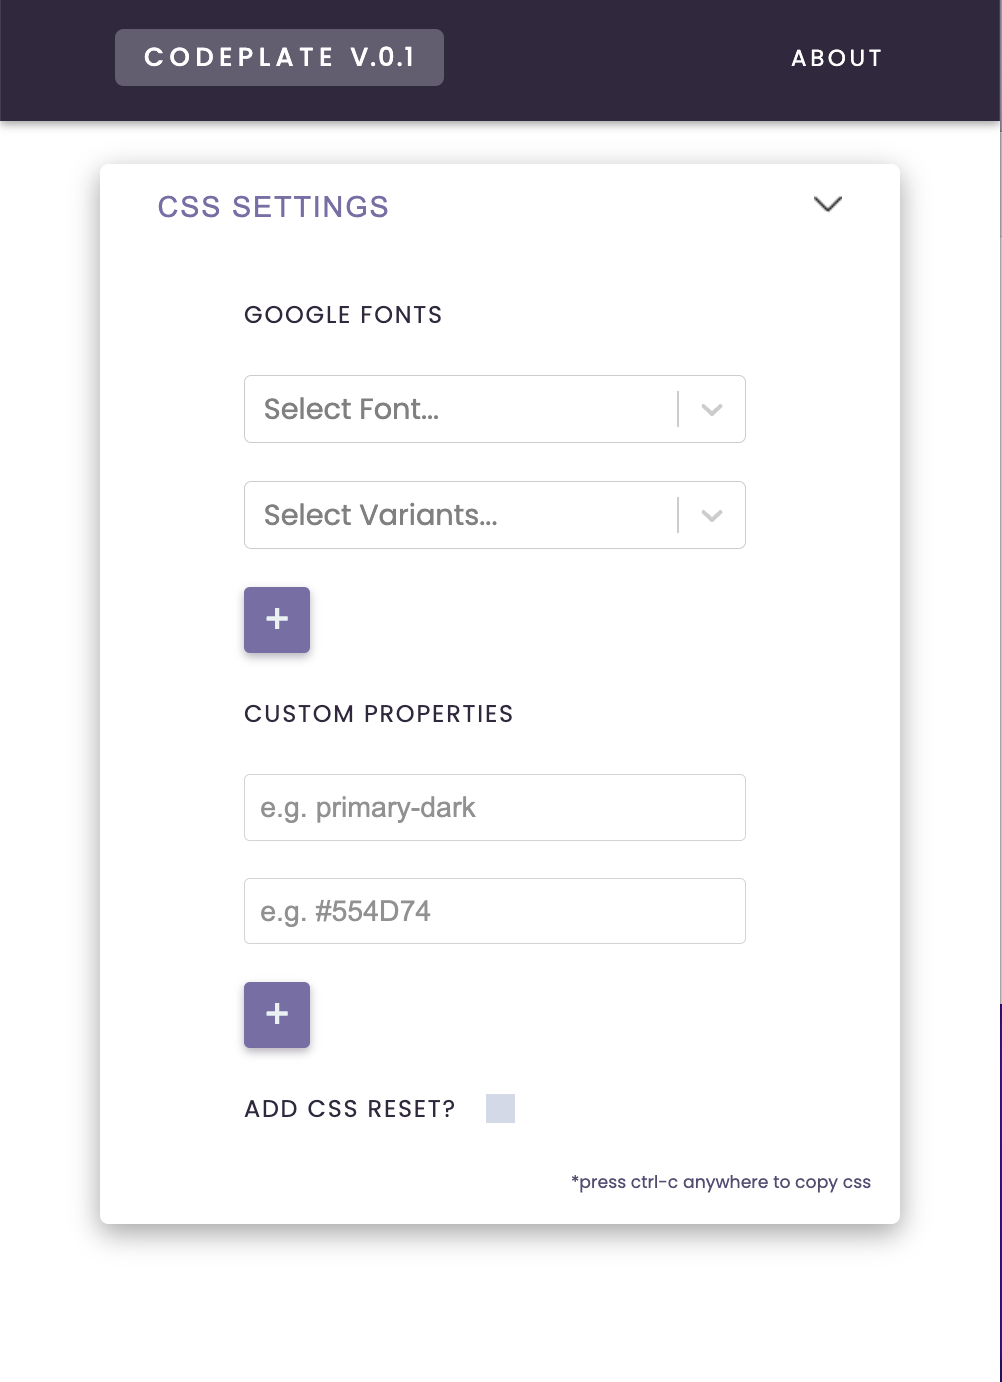 CODEPLATE V.0.1
ABOUT
CSS SETTINGS
GOOGLE FONTS
Select Font...
Select Variants...
+
CUSTOM PROPERTIES
e.g. primary-dark
e.g. #554D74
+
ADD CSS RESET?
*press ctrl-c anywhere to copy css